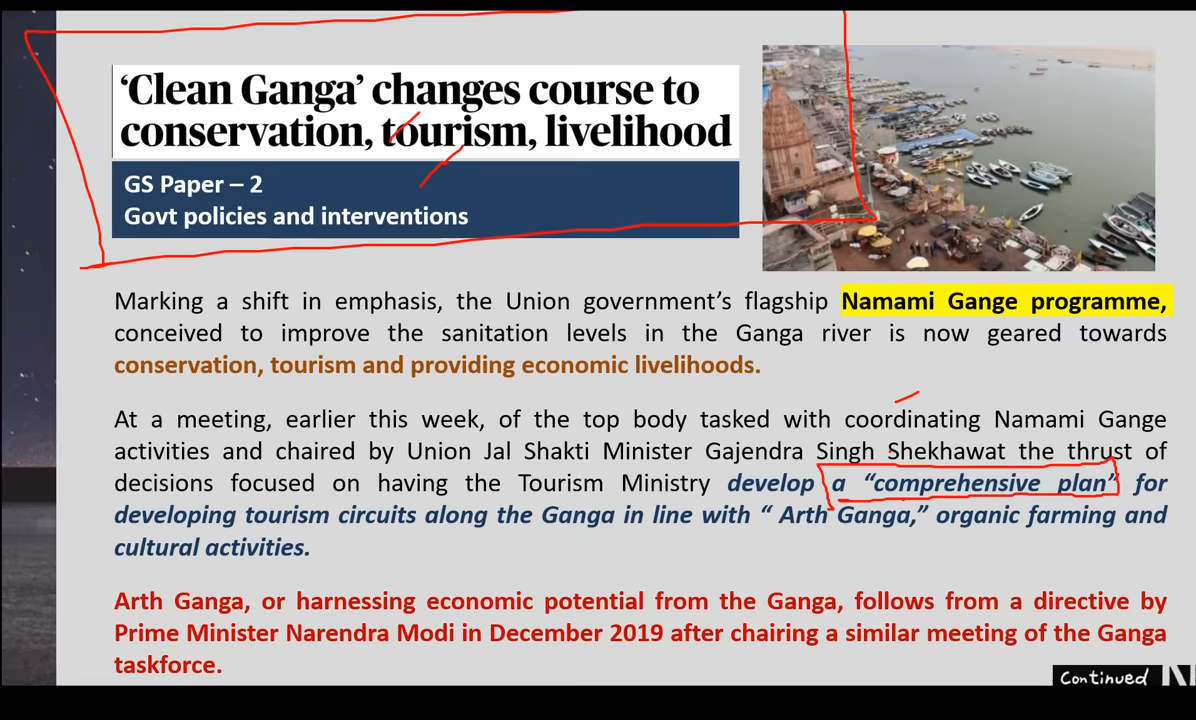 ‘Clean Ganga’ changes course to
conservation, tourism, livelihood
GS Paper – 2
Govt policies and interventions
Marking a shift in emphasis, the Union government’s flagship Namami Gange programme,
conceived to improve the sanitation levels in the Ganga river is now geared towards
conservation, tourism and providing economic livelihoods.
At a meeting, earlier this week, of the top body tasked with coordinating Namami Gange
activities and chaired by Union Jal Shakti Minister Gajendra Singh Shekhawat the thrust of
decisions focused on having the Tourism Ministry develop a “comprehensive plan” for
developing tourism circuits along the Ganga in line with “ Arth Ganga,” organic farming and
cultural activities.
Arth Ganga, or harnessing economic potential from the Ganga, follows from a directive by
Prime Minister Narendra Modi in December 2019 after chairing a similar meeting of the Ganga
taskforce.
Continued